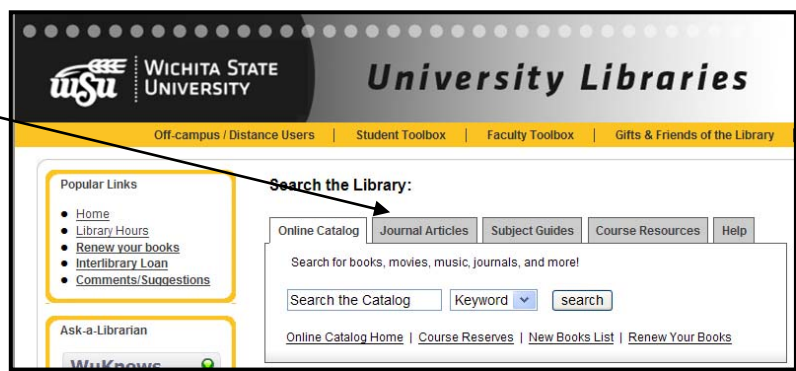 wsu WICHITA STATE UNIVERSITY
University Libraries
Off-campus / Distance Users | Student Toolbox | Faculty Toolbox | Gifts & Friends of the Library
Popular Links
Home
Library Hours
Renew your books
Interlibrary Loan
Comments/Suggestions
Ask-a-Librarian
WuKnows
Search the Library:
Online Catalog Journal Articles Subject Guides Course Resources Help
Search for books, movies, music, journals, and more!
Search the Catalog Keyword search
Online Catalog Home | Course Reserves | New Books List | Renew Your Books